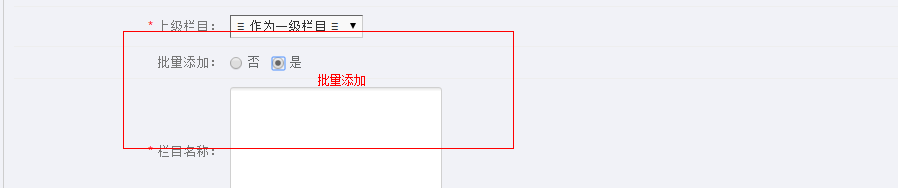 * 上级栏目： ≡ 作为一级栏目 ≡ ▼
批量添加： 否 是
批量添加
* 栏目名称：